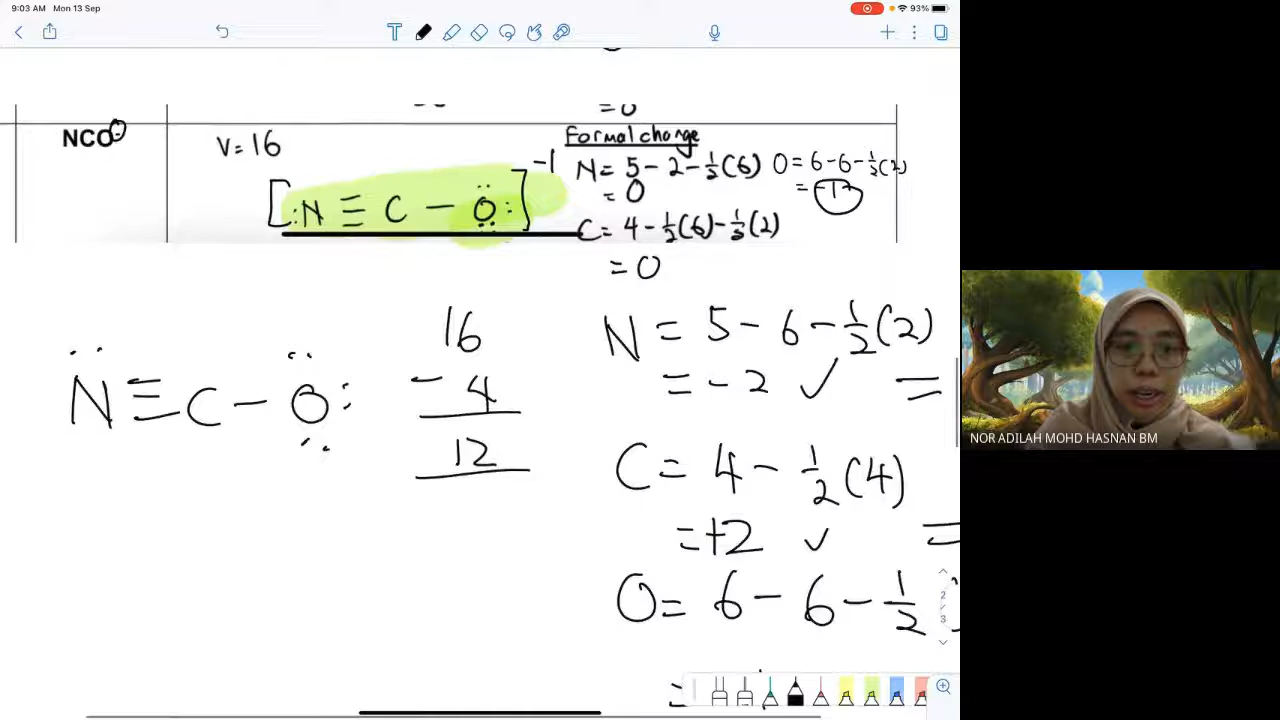 9:03 AM Mon 13 Sep
93%
= 0
NCO⁻
V = 16
[:N ≡ C – O:] -1
Formal charge
N = 5 - 2 - ½(6)
= 0
C = 4 - ½(6) - ½(2)
= 0
O = 6 - 6 - ½(2)
N ≡ C – O:
16
- 4
12
N = 5 - 6 - ½(2)
= -2 ✓ =
C = 4 - ½(4)
= +2 ✓ =
O = 6 - 6 - ½
=
2
/
3
NOR ADILAH MOHD HASNAN BM